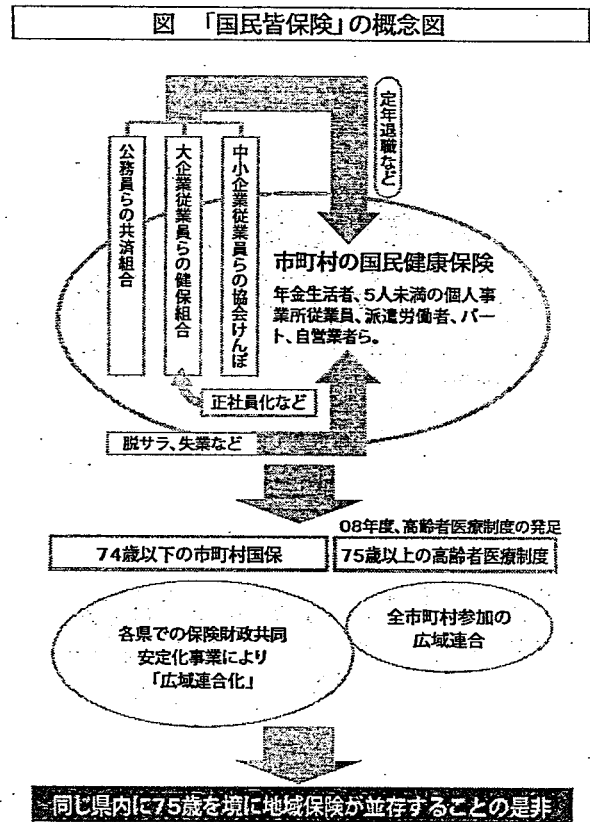 図 「国民皆保険」の概念図
定年退職など
公務員らの共済組合
大企業従業員らの健保組合
中小企業従業員らの協会けんぽ
市町村の国民健康保険
年金生活者、5人未満の個人事
業所従業員、派遣労働者、パー
ト、自営業者ら。
正社員化など
脱サラ、失業など
08年度、高齢者医療制度の発足
74歳以下の市町村国保
75歳以上の高齢者医療制度
各県での保険財政共同
安定化事業により
「広域連合化」
全市町村参加の
広域連合
同じ県内に75歳を境に地域保険が並存することの是非